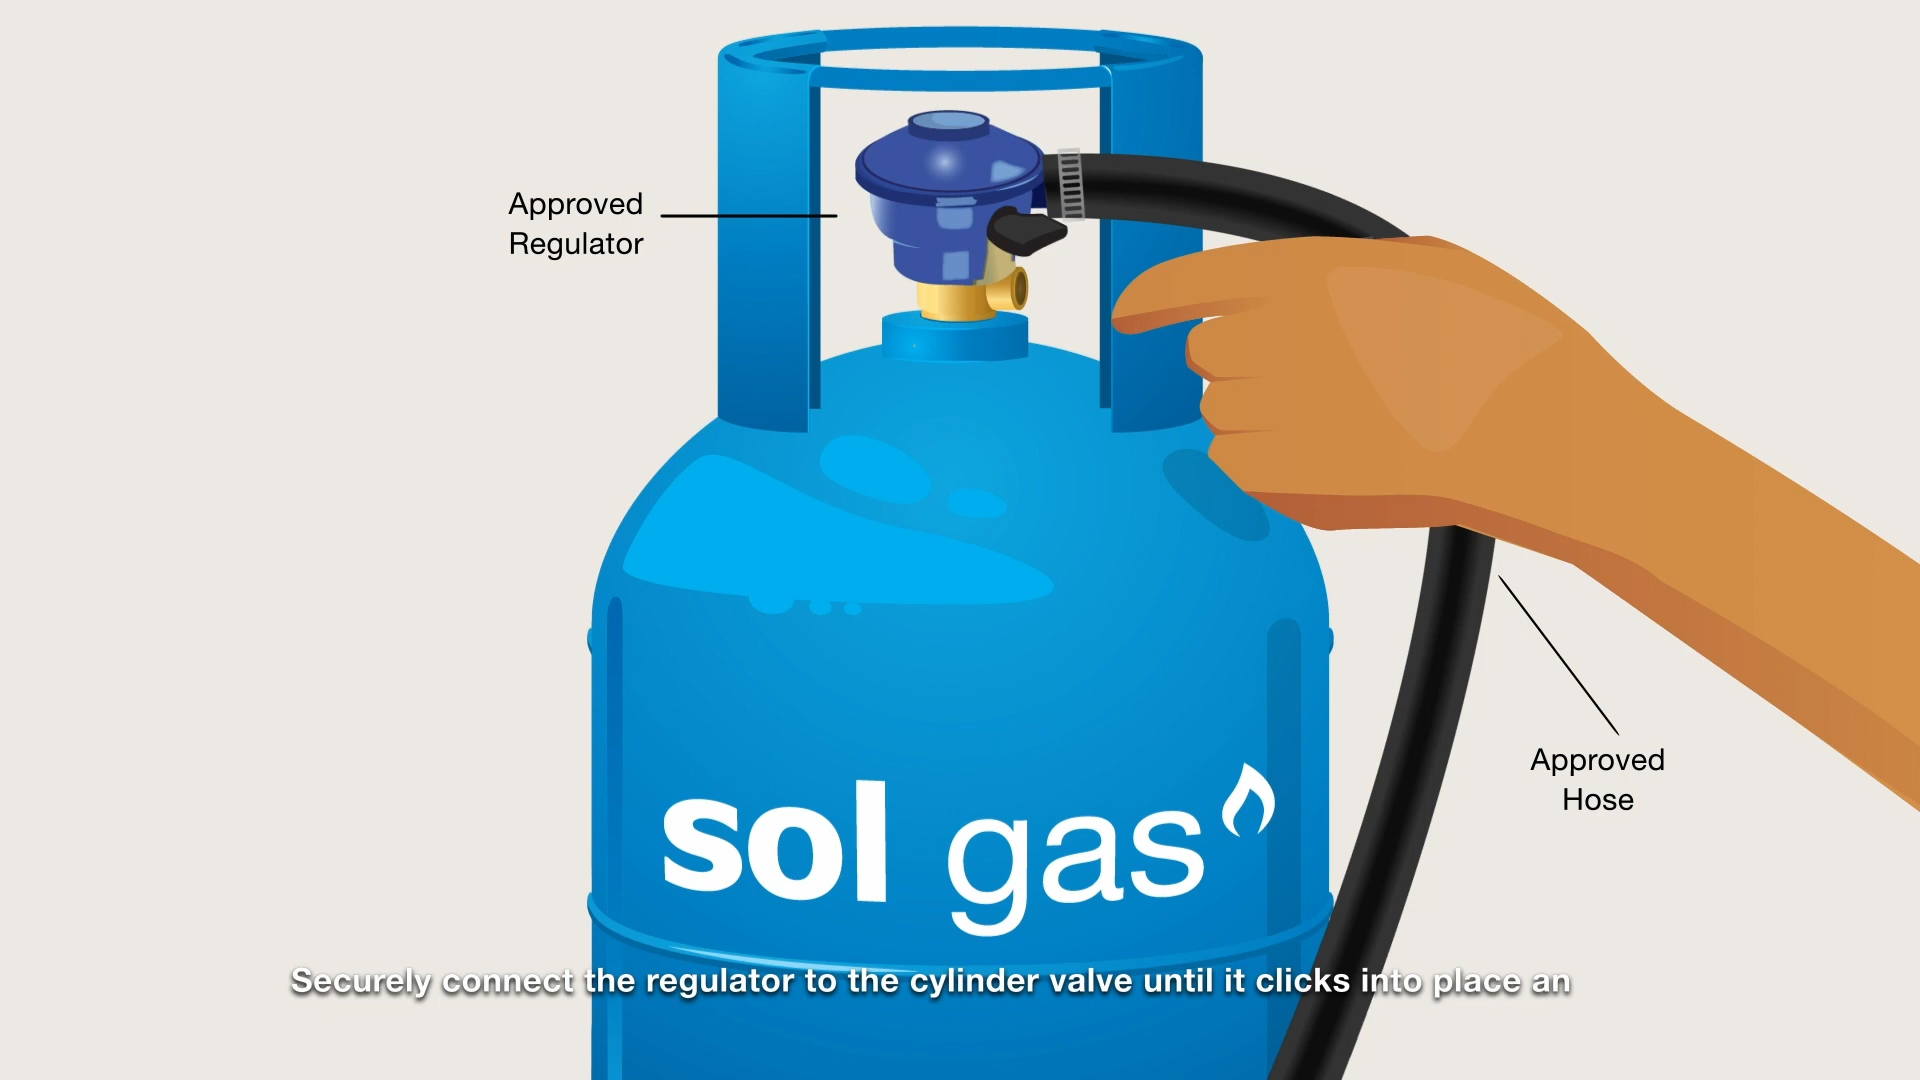 Approved
Regulator
sol gas
Approved
Hose
Securely connect the regulator to the cylinder valve until it clicks into place an